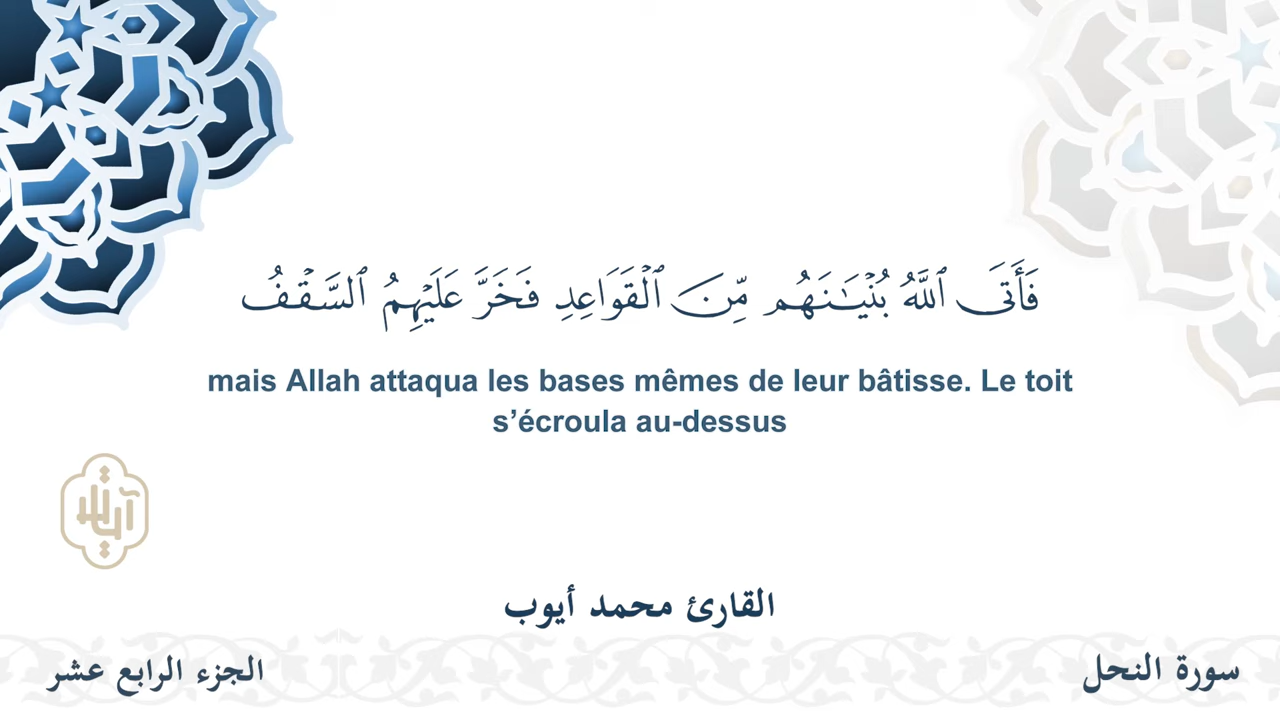 فَأَتَى ٱللَّهُ بُنْيَـٰنَهُم مِّنَ ٱلْقَوَاعِدِ فَخَرَّ عَلَيْهِمُ ٱلسَّقْفُ
mais Allah attaqua les bases mêmes de leur bâtisse. Le toit
s’écroula au-dessus
القارئ محمد أيوب
سورة النحل
الجزء الرابع عشر